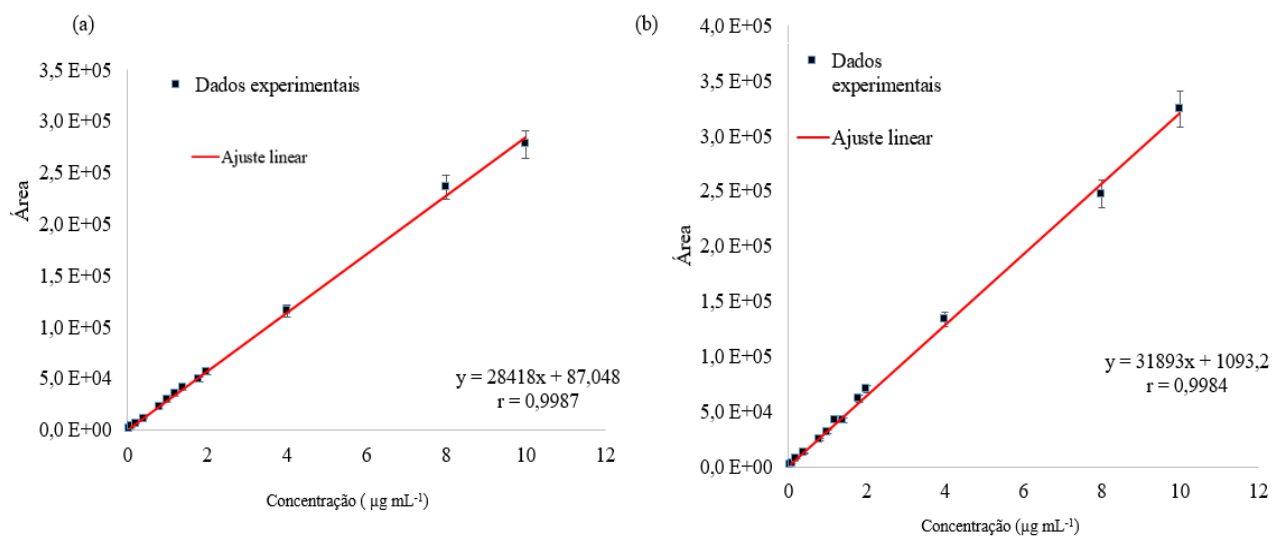 (a)
3,5 E+05
3,0 E+05
2,5 E+05
2,0 E+05
1,5 E+05
1,0 E+05
5,0 E+04
0,0 E+00
Área
Dados experimentais
Ajuste linear
y = 28418x + 87,048
r = 0,9987
0 2 4 6 8 10 12
Concentração ( µg mL⁻¹)
(b)
4,0 E+05
3,5 E+05
3,0 E+05
2,5 E+05
2,0 E+05
1,5 E+05
1,0 E+05
5,0 E+04
0,0 E+00
Área
Dados
experimentais
Ajuste linear
y = 31893x + 1093,2
r = 0,9984
0 2 4 6 8 10 12
Concentração (µg mL⁻¹)